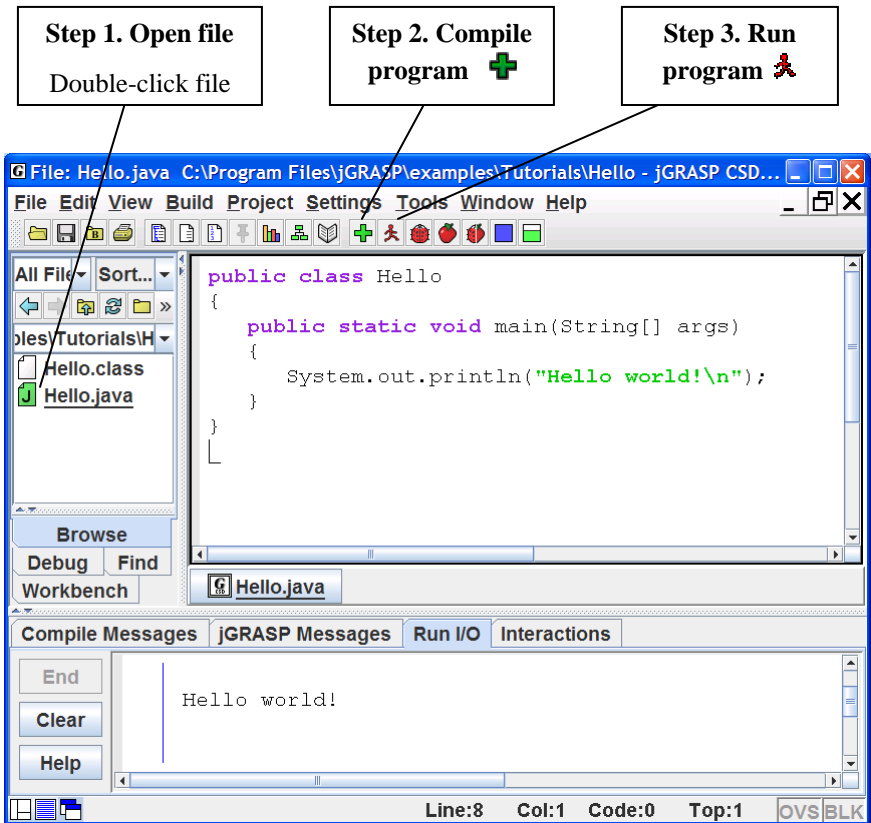 Step 1. Open file
Double-click file
Step 2. Compile
program
Step 3. Run
program
File: Hello.java C:\Program Files\jGRASP\examples\Tutorials\Hello - jGRASP CSD...
File Edit View Build Project Settings Tools Window Help
All File Sort...
ples\Tutorials\H
Hello.class
Hello.java
Browse
Debug Find
Workbench
public class Hello
{
public static void main(String[] args)
{
System.out.println("Hello world!\n");
}
}
Hello.java
Compile Messages jGRASP Messages Run I/O Interactions
End
Clear
Help
Hello world!
Line:8 Col:1 Code:0 Top:1 OVS BLK